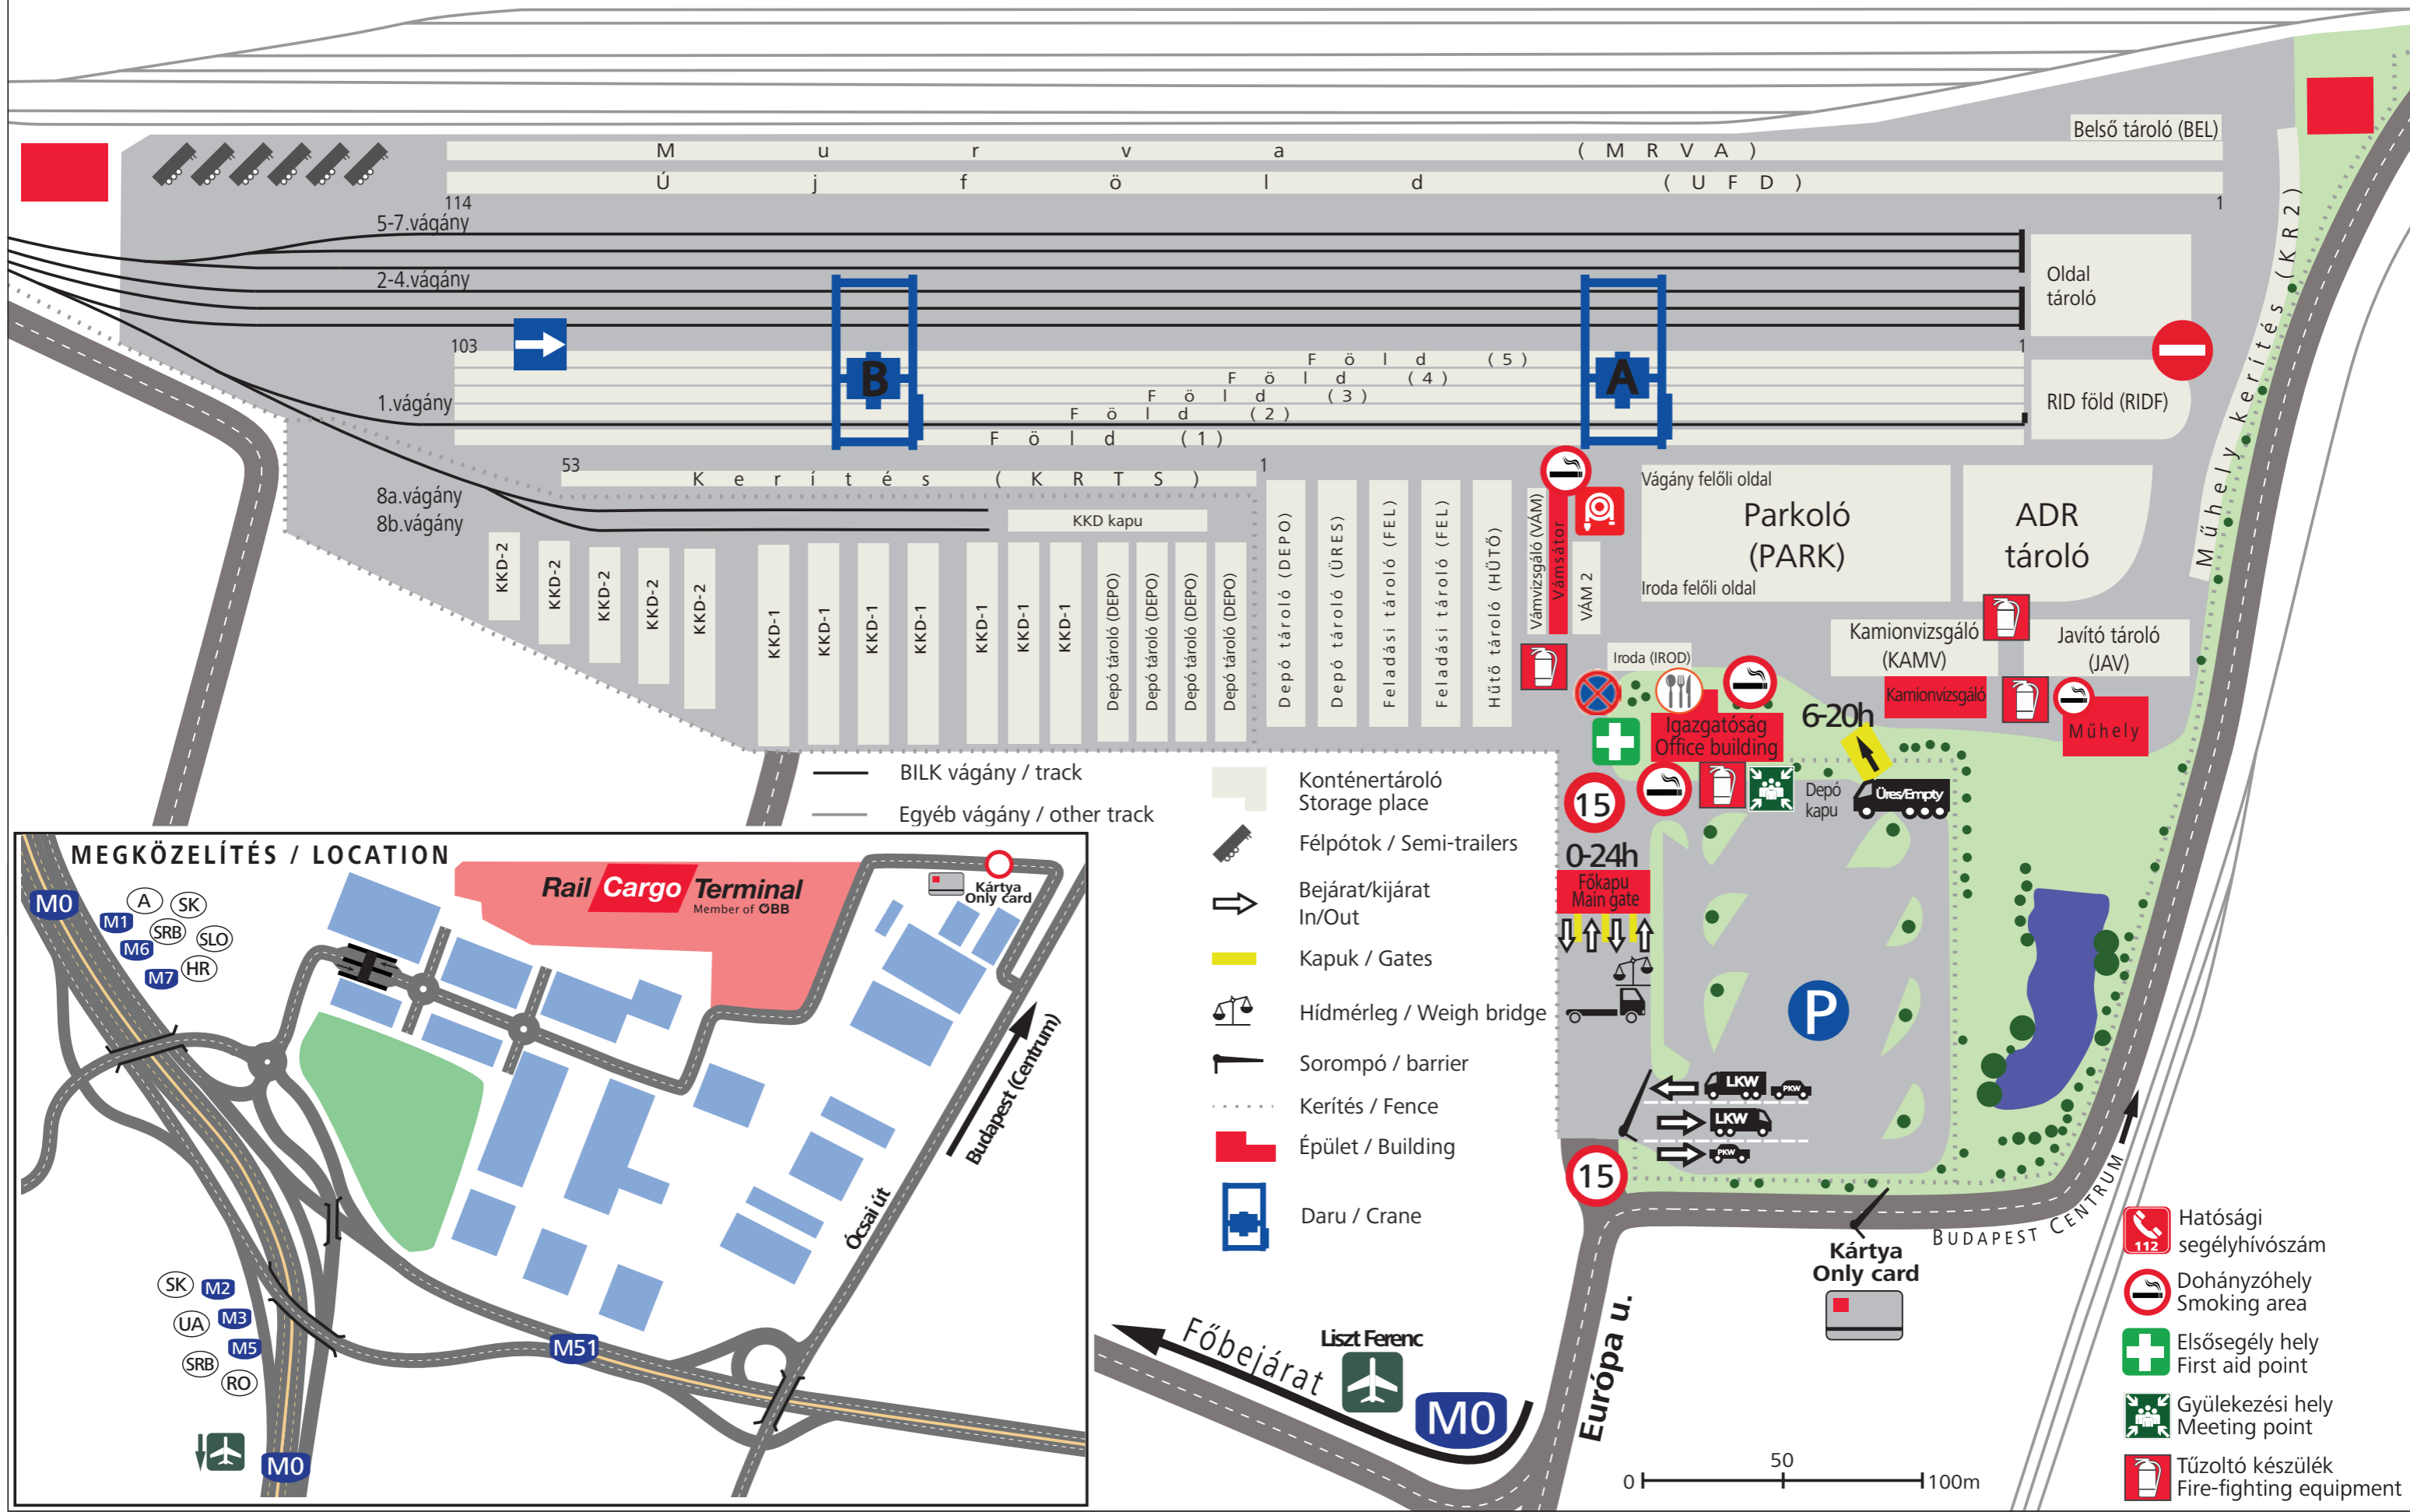 Belső tároló (BEL)
Murva (MRVA)
Újföld (UFD)
114
1
5-7.vágány
2-4.vágány
Oldal
tároló
Műhely kerítés (KR2)
103
1
Föld (5)
Föld (4)
Föld (3)
Föld (2)
Föld (1)
B
A
1.vágány
RID föld (RIDF)
53
1
Kerítés (KRTS)
8a.vágány
8b.vágány
KKD kapu
KKD-2
KKD-2
KKD-2
KKD-2
KKD-2
KKD-1
KKD-1
KKD-1
KKD-1
KKD-1
KKD-1
KKD-1
Depó tároló (DEPO)
Depó tároló (DEPO)
Depó tároló (DEPO)
Depó tároló (DEPO)
Depó tároló (DEPO)
Depó tároló (ÜRES)
Feladási tároló (FEL)
Feladási tároló (FEL)
Hűtő tároló (HŰTŐ)
Vámvizsgáló (VÁM)
Vámsátor
VÁM 2
Vágány felőli oldal
Parkoló
(PARK)
Iroda felőli oldal
ADR
tároló
Kamionvizsgáló
(KAMV)
Javító tároló
(JAV)
Kamionvizsgáló
Műhely
Iroda (IROD)
Igazgatóság
Office building
6-20h
Depó
kapu
Üres/Empty
15
0-24h
Főkapu
Main gate
P
LKW
PKW
LKW
PKW
15
BILK vágány / track
Egyéb vágány / other track
Konténertároló
Storage place
Félpótok / Semi-trailers
Bejárat/kijárat
In/Out
Kapuk / Gates
Hídmérleg / Weigh bridge
Sorompó / barrier
Kerítés / Fence
Épület / Building
Daru / Crane
MEGKÖZELÍTÉS / LOCATION
M0
A
SK
M1
SRB
SLO
M6
HR
M7
Rail Cargo Terminal
Member of ÖBB
Kártya
Only card
Budapest (Centrum)
Ócsai út
SK
M2
UA
M3
M5
SRB
RO
M51
M0
Főbejárat
Liszt Ferenc
M0
Európa u.
Kártya
Only card
BUDAPEST CENTRUM
0
50
100m
112
Hatósági
segélyhívószám
Dohányzóhely
Smoking area
Elsősegély hely
First aid point
Gyülekezési hely
Meeting point
Tűzoltó készülék
Fire-fighting equipment